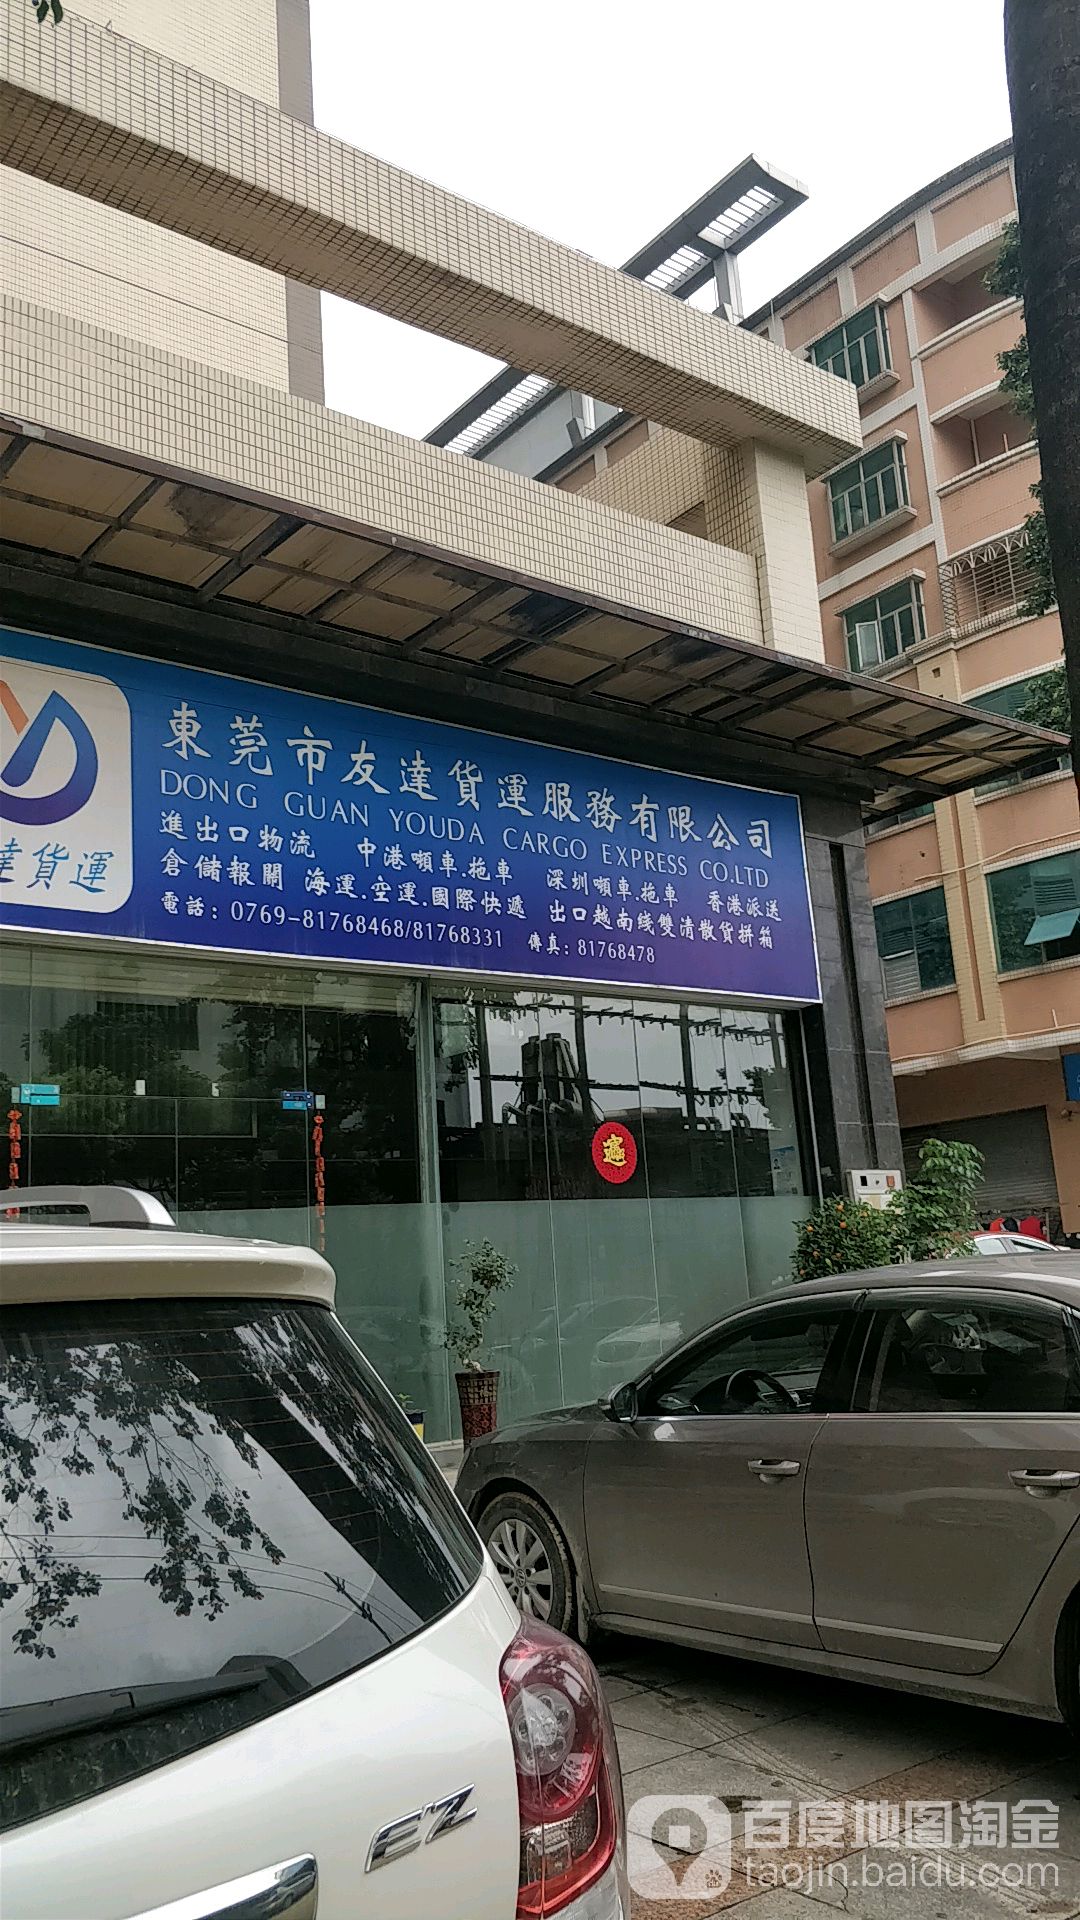 東莞市友達貨運服務有限公司
DONG GUAN YOUDA CARGO EXPRESS CO.LTD
進出口物流 中港噸車.拖車 深圳噸車.拖車 香港派送
倉儲報關 海運.空運.國際快遞 出口越南线雙清散貨拼箱
電話：0769-81768468/81768331 傳真：81768478
達貨運
EZ
百度地图淘金
taojin.baidu.com